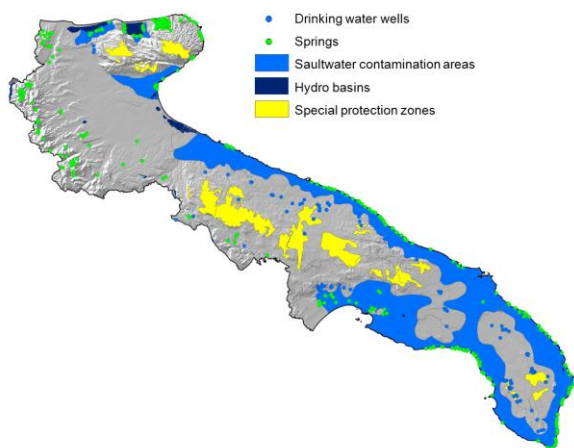 Drinking water wells
Springs
Saultwater contamination areas
Hydro basins
Special protection zones